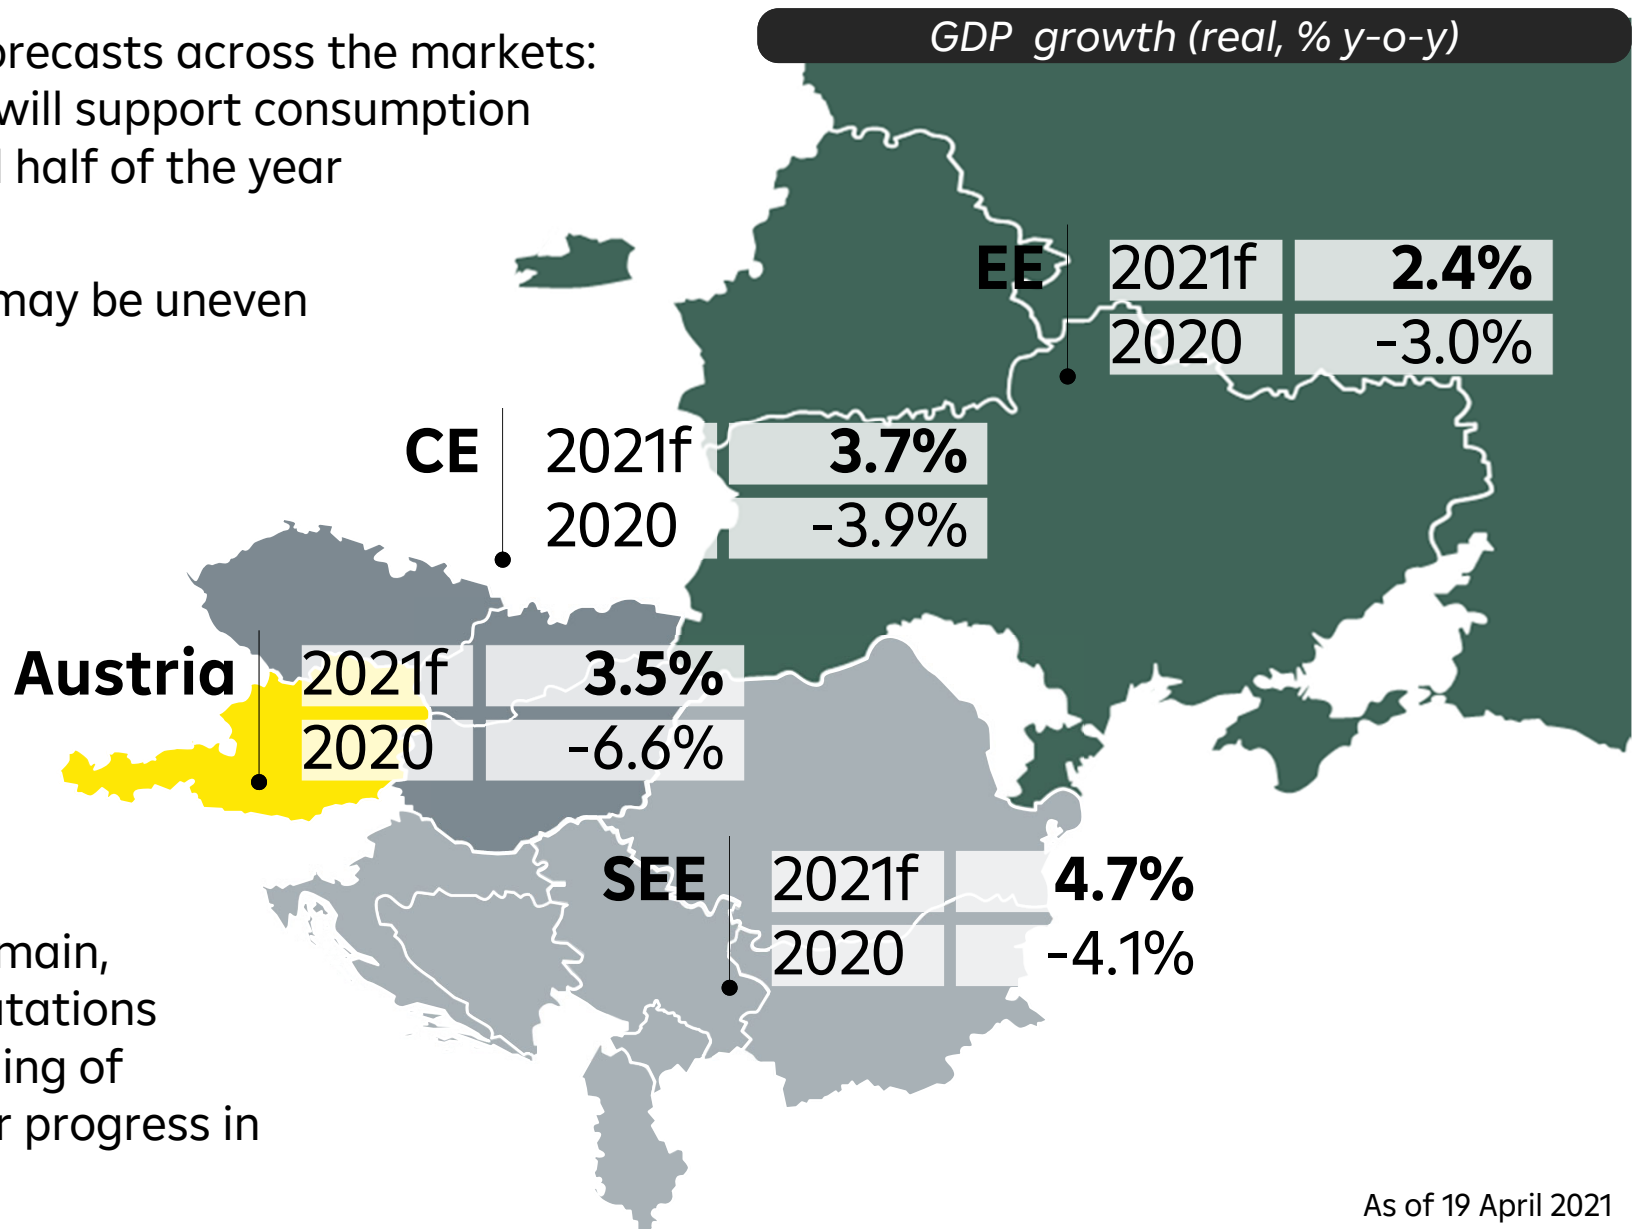 orecasts across the markets:
will support consumption
half of the year
may be uneven
main,
tations
ing of
r progress in
GDP growth (real, % y-o-y)
EE 2021f 2.4%
2020 -3.0%
CE 2021f 3.7%
2020 -3.9%
Austria 2021f 3.5%
2020 -6.6%
SEE 2021f 4.7%
2020 -4.1%
As of 19 April 2021